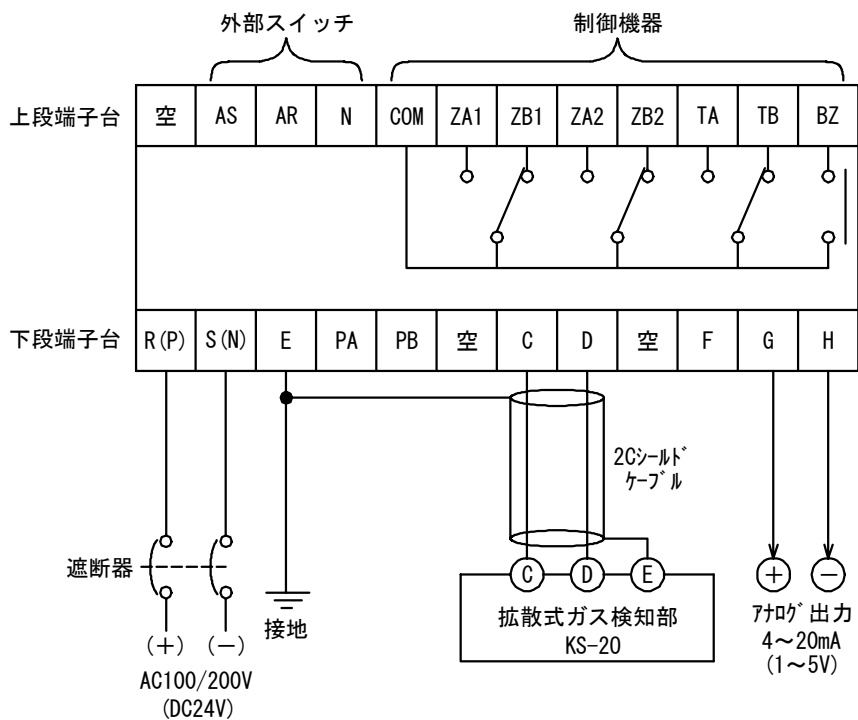 外部スイッチ
制御機器
上段端子台 空 AS AR N COM ZA1 ZB1 ZA2 ZB2 TA TB BZ
下段端子台 R(P) S(N) E PA PB 空 C D 空 F G H
2Cシールド
ケーブル
遮断器
C D E
+ −
接地
拡散式ガス検知部
KS-20
アナログ出力
4～20mA
(1～5V)
(+) (−)
AC100/200V
(DC24V)